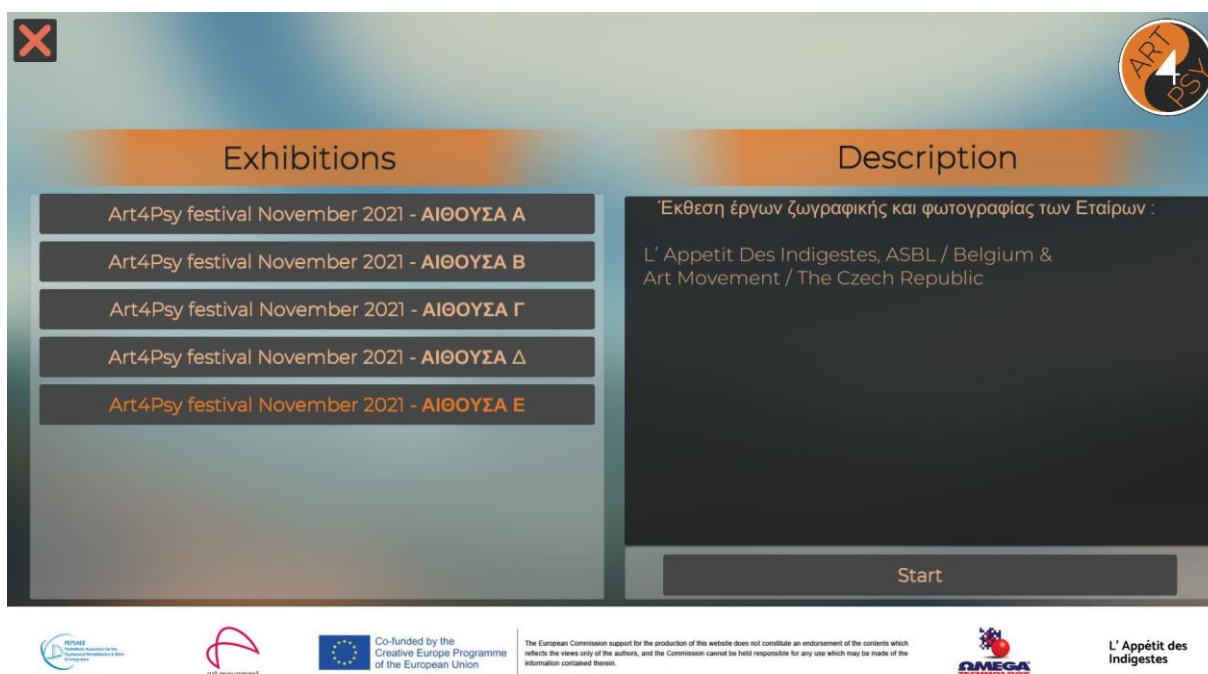 ART
4
PSY
Exhibitions
Art4Psy festival November 2021 - ΑΙΘΟΥΣΑ Α
Art4Psy festival November 2021 - ΑΙΘΟΥΣΑ Β
Art4Psy festival November 2021 - ΑΙΘΟΥΣΑ Γ
Art4Psy festival November 2021 - ΑΙΘΟΥΣΑ Δ
Art4Psy festival November 2021 - ΑΙΘΟΥΣΑ Ε
Description
Έκθεση έργων ζωγραφικής και φωτογραφίας των Εταίρων :
L' Appetit Des Indigestes, ASBL / Belgium &
Art Movement / The Czech Republic
Start
PEPSAEE
art movement
Co-funded by the
Creative Europe Programme
of the European Union
The European Commission support for the production of this website does not constitute an endorsement of the contents which
reflects the views only of the authors, and the Commission cannot be held responsible for any use which may be made of the
information contained therein.
ΩMEGA
TECHNOLOGY
L' Appétit des
Indigestes